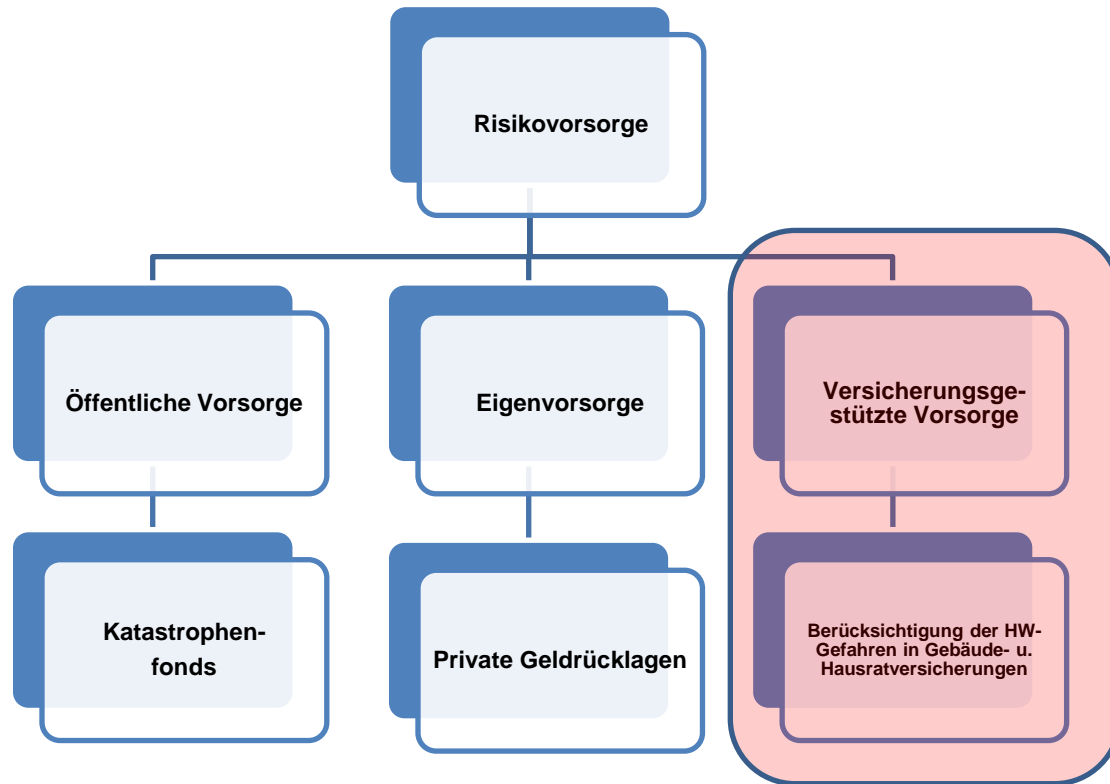 Risikovorsorge
Öffentliche Vorsorge
Eigenvorsorge
Versicherungsge-
stützte Vorsorge
Katastrophen-
fonds
Private Geldrücklagen
Berücksichtigung der HW-
Gefahren in Gebäude- u.
Hausratversicherungen